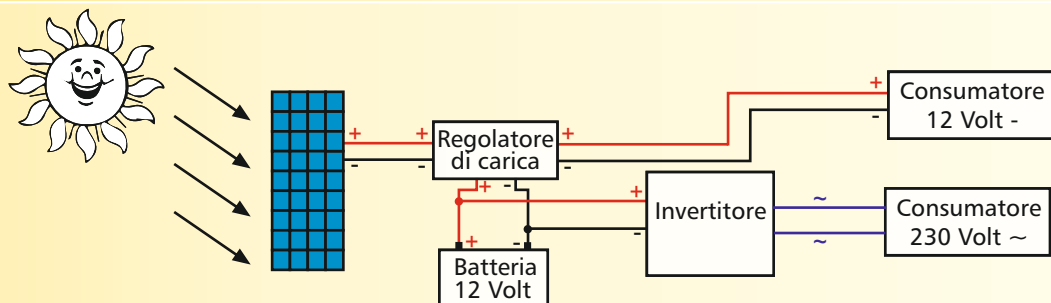 +
+
-
-
Regolatore
di carica
+
-
+
-
Consumatore
12 Volt -
+
-
+
-
Invertitore
~
~
Consumatore
230 Volt ~
+
-
Batteria
12 Volt